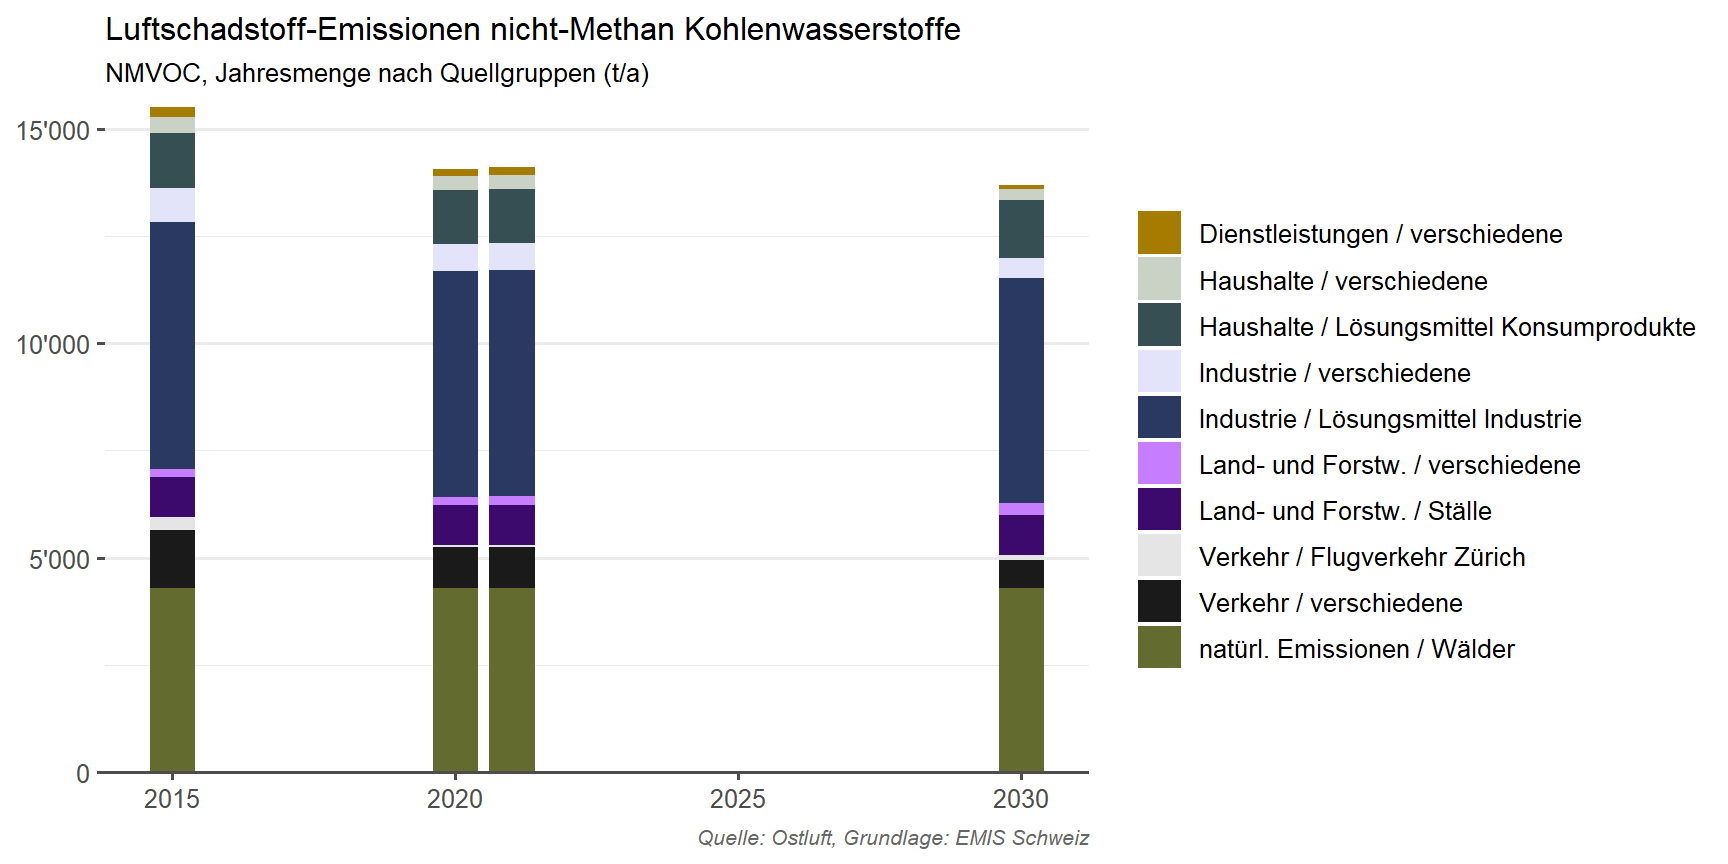 Luftschadstoff-Emissionen nicht-Methan Kohlenwasserstoffe
NMVOC, Jahresmenge nach Quellgruppen (t/a)
15'000
10'000
5'000
0
2015
2020
2025
2030
Dienstleistungen / verschiedene
Haushalte / verschiedene
Haushalte / Lösungsmittel Konsumprodukte
Industrie / verschiedene
Industrie / Lösungsmittel Industrie
Land- und Forstw. / verschiedene
Land- und Forstw. / Ställe
Verkehr / Flugverkehr Zürich
Verkehr / verschiedene
natürl. Emissionen / Wälder
Quelle: Ostluft, Grundlage: EMIS Schweiz